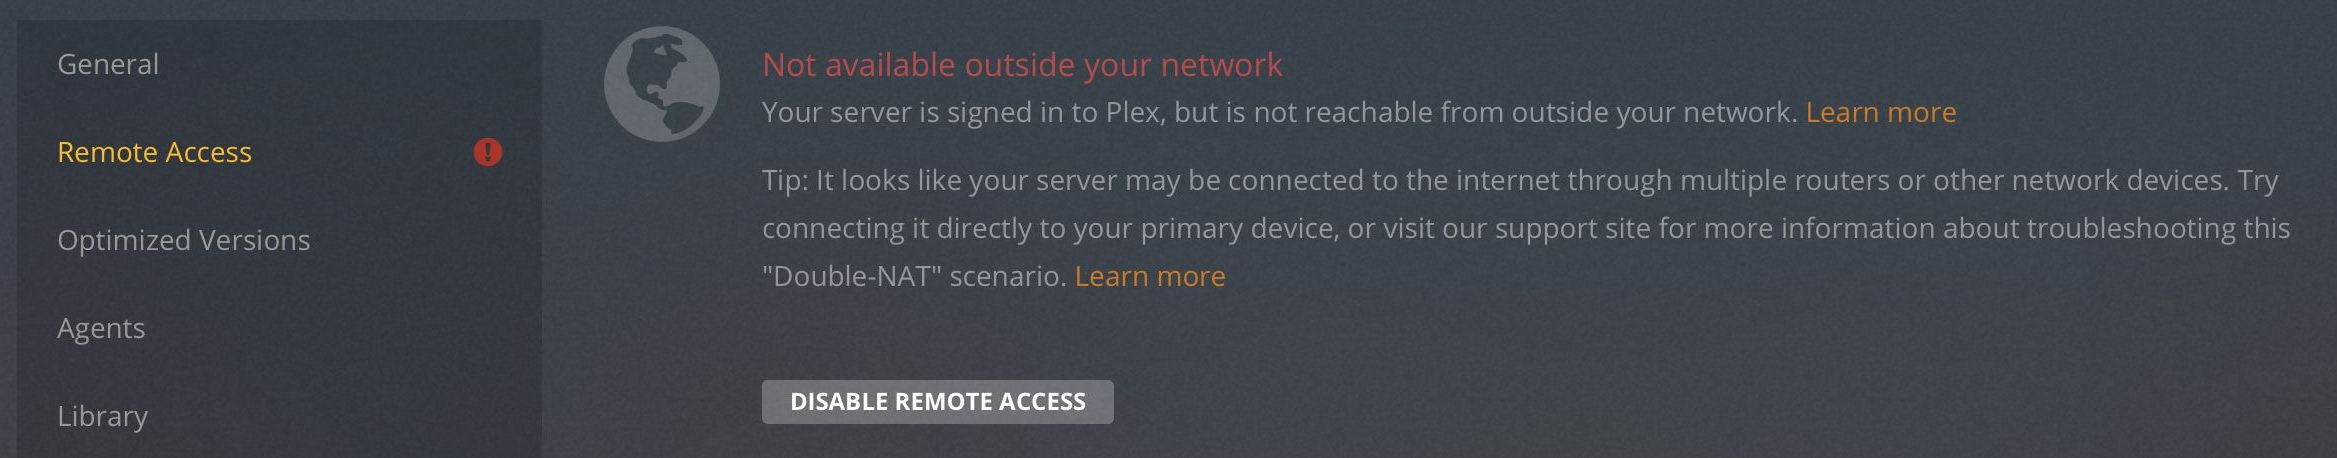 General
Remote Access
Optimized Versions
Agents
Library
Not available outside your network
Your server is signed in to Plex, but is not reachable from outside your network. Learn more
Tip: It looks like your server may be connected to the internet through multiple routers or other network devices. Try
connecting it directly to your primary device, or visit our support site for more information about troubleshooting this
"Double-NAT" scenario. Learn more
DISABLE REMOTE ACCESS